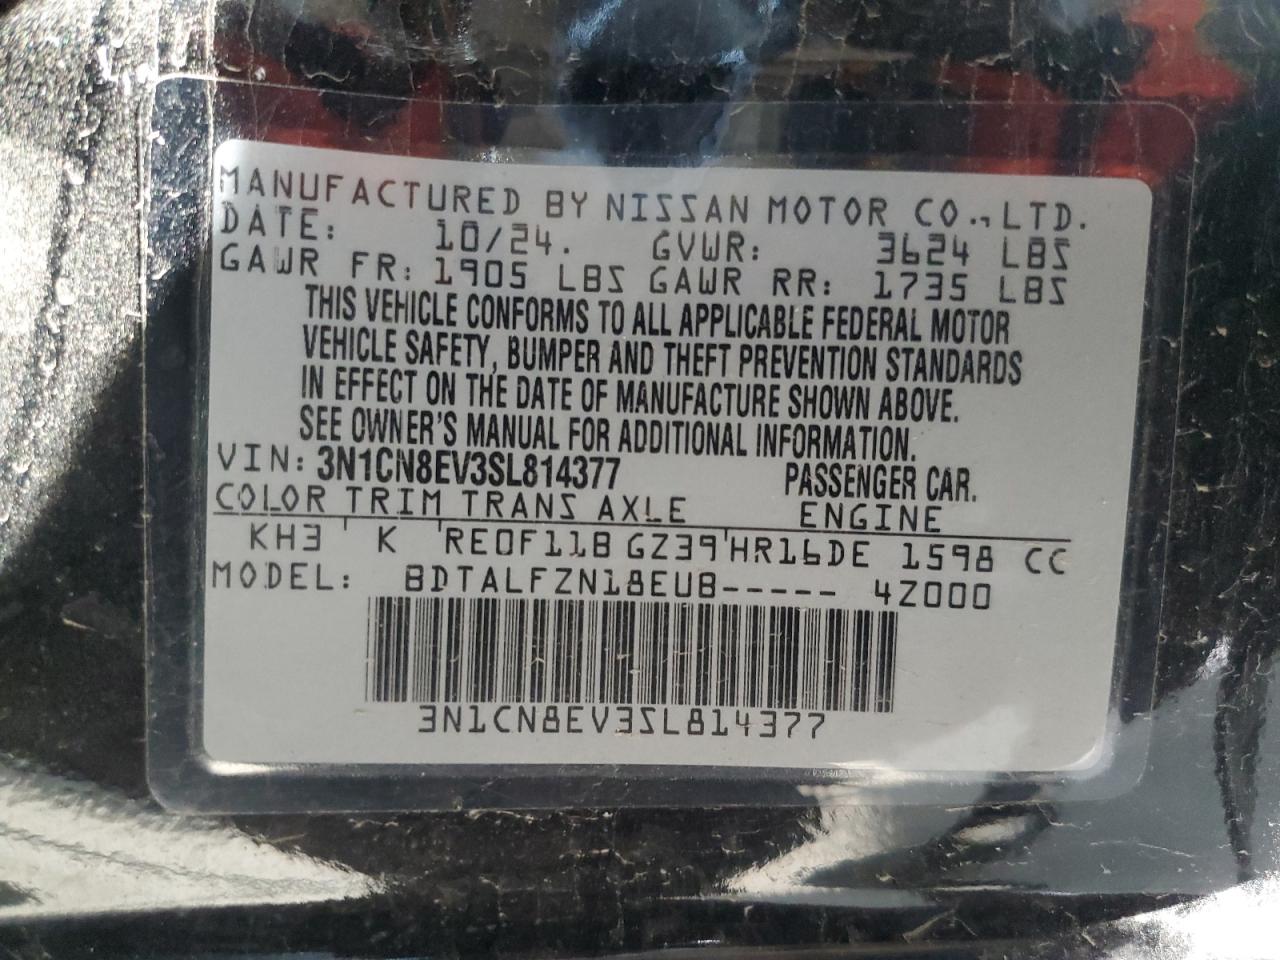 MANUFACTURED BY NISSAN MOTOR CO., LTD.
DATE: 10/24. GVWR: 3624 LBS
GAWR FR: 1905 LBS GAWR RR: 1735 LBS
THIS VEHICLE CONFORMS TO ALL APPLICABLE FEDERAL MOTOR
VEHICLE SAFETY, BUMPER AND THEFT PREVENTION STANDARDS
IN EFFECT ON THE DATE OF MANUFACTURE SHOWN ABOVE.
SEE OWNER'S MANUAL FOR ADDITIONAL INFORMATION.
VIN: 3N1CN8EV3SL814377 PASSENGER CAR.
COLOR TRIM TRANS AXLE ENGINE
KH3 ' K ' RE0F11B GZ39 ' HR16DE 1598 CC
MODEL: BDTALFZN18EUB----- 4Z000
3N1CN8EV3SL814377